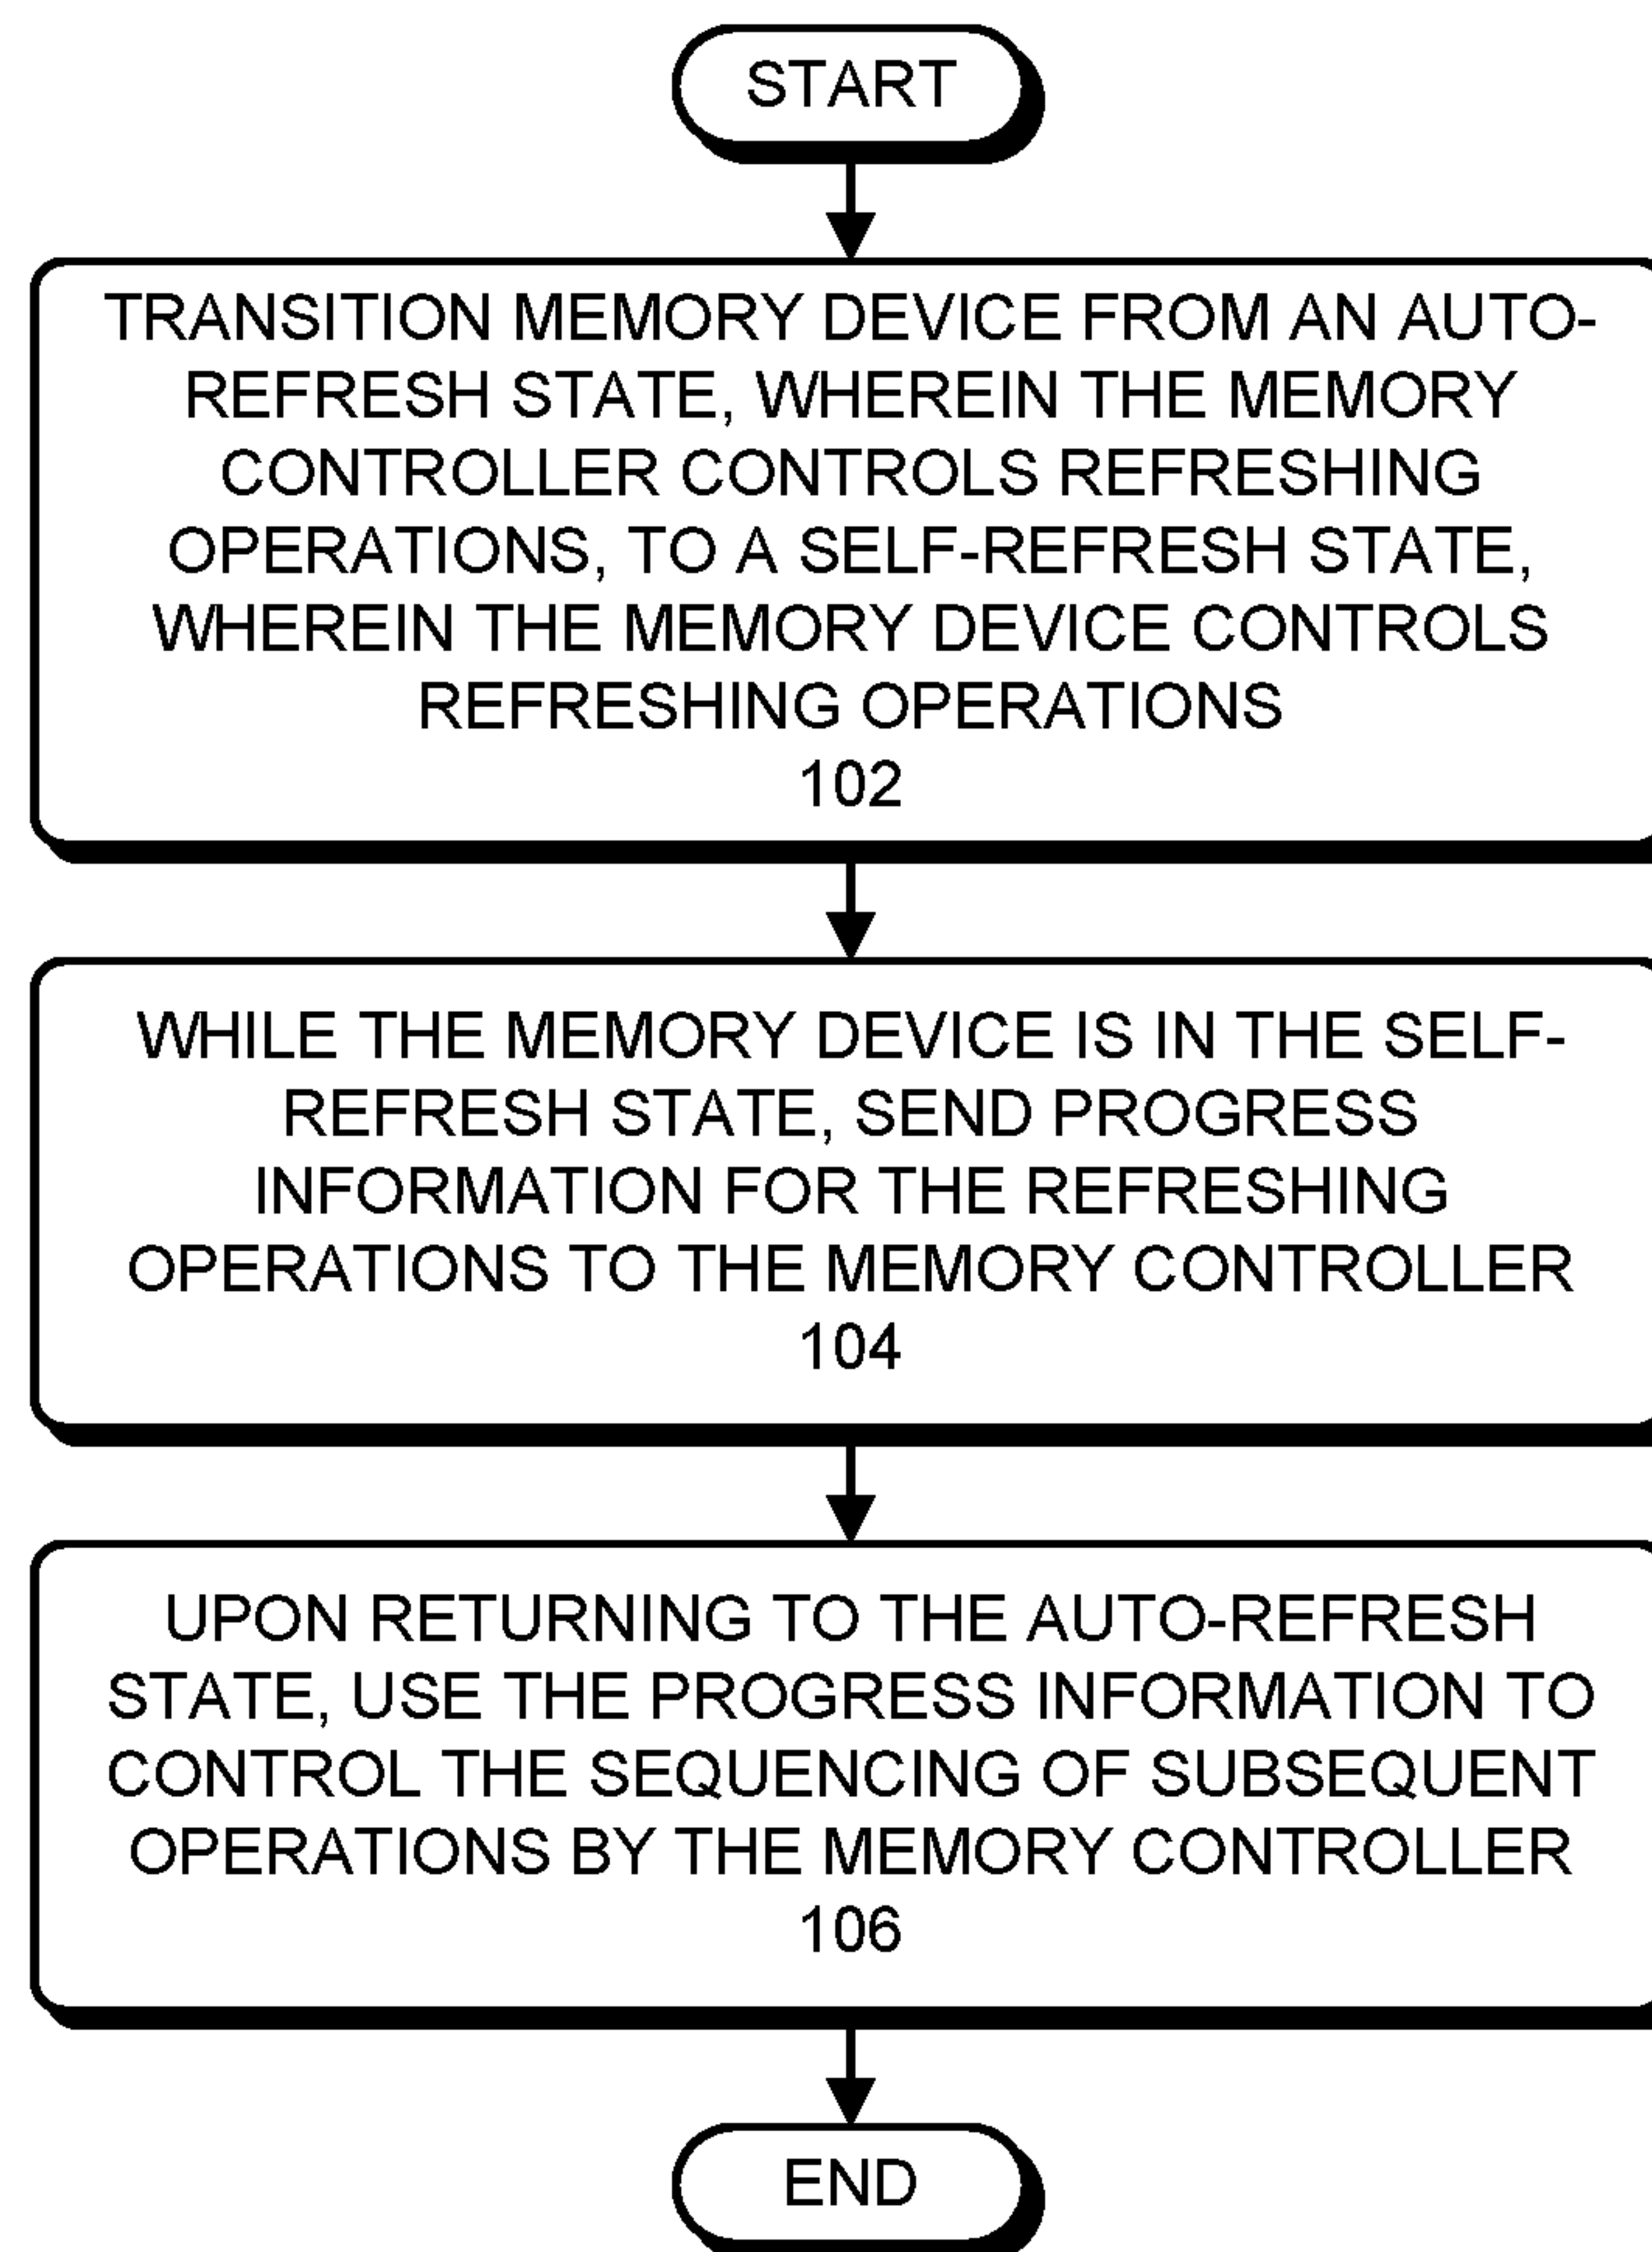 START
TRANSITION MEMORY DEVICE FROM AN AUTO-
REFRESH STATE, WHEREIN THE MEMORY
CONTROLLER CONTROLS REFRESHING
OPERATIONS, TO A SELF-REFRESH STATE,
WHEREIN THE MEMORY DEVICE CONTROLS
REFRESHING OPERATIONS
102
WHILE THE MEMORY DEVICE IS IN THE SELF-
REFRESH STATE, SEND PROGRESS
INFORMATION FOR THE REFRESHING
OPERATIONS TO THE MEMORY CONTROLLER
104
UPON RETURNING TO THE AUTO-REFRESH
STATE, USE THE PROGRESS INFORMATION TO
CONTROL THE SEQUENCING OF SUBSEQUENT
OPERATIONS BY THE MEMORY CONTROLLER
106
END